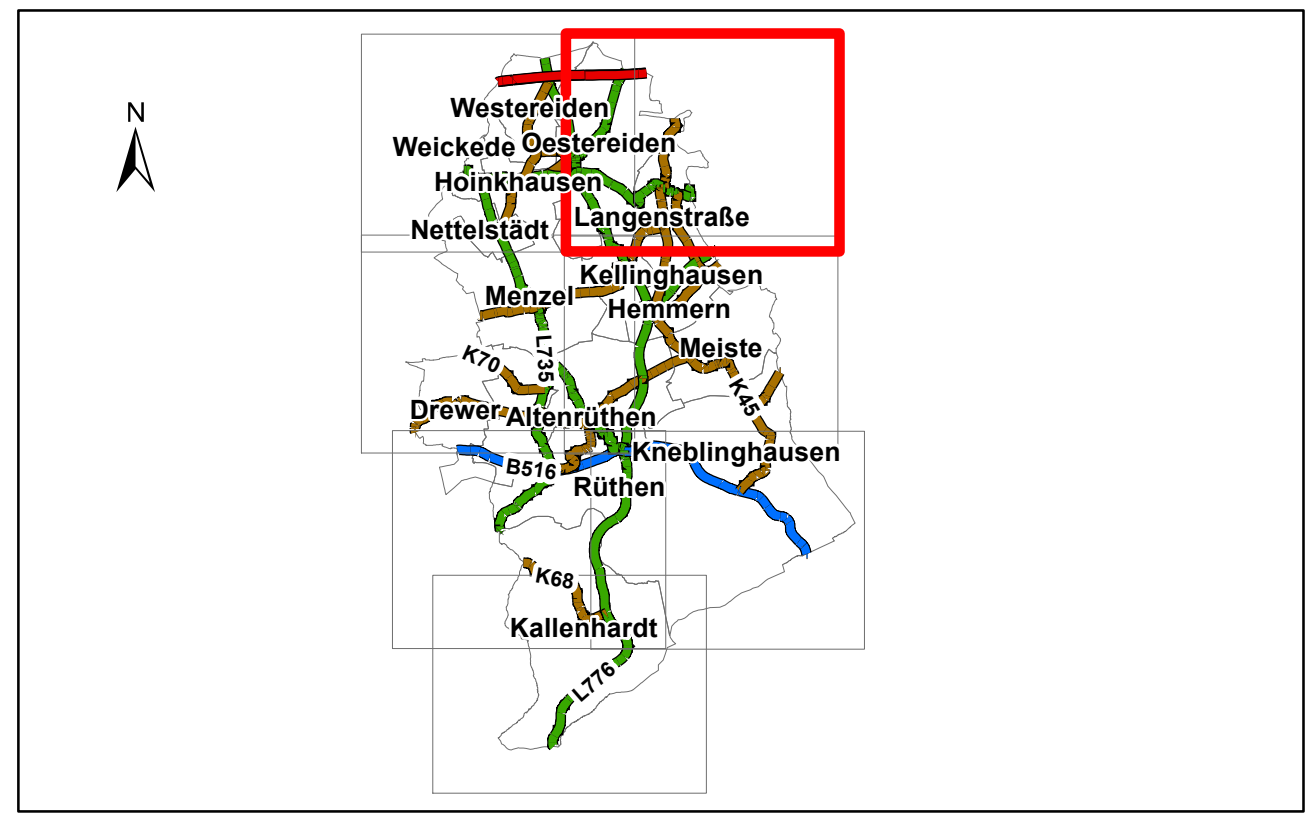 N
Westereiden
Weickede
Oestereiden
Hoinkhausen
Langenstraße
Nettelstädt
Kellinghausen
Menzel
Hemmern
Meiste
K70
L735
K45
Drewer
Altenrüthen
Kneblinghausen
B516
Rüthen
K68
Kallenhardt
L776